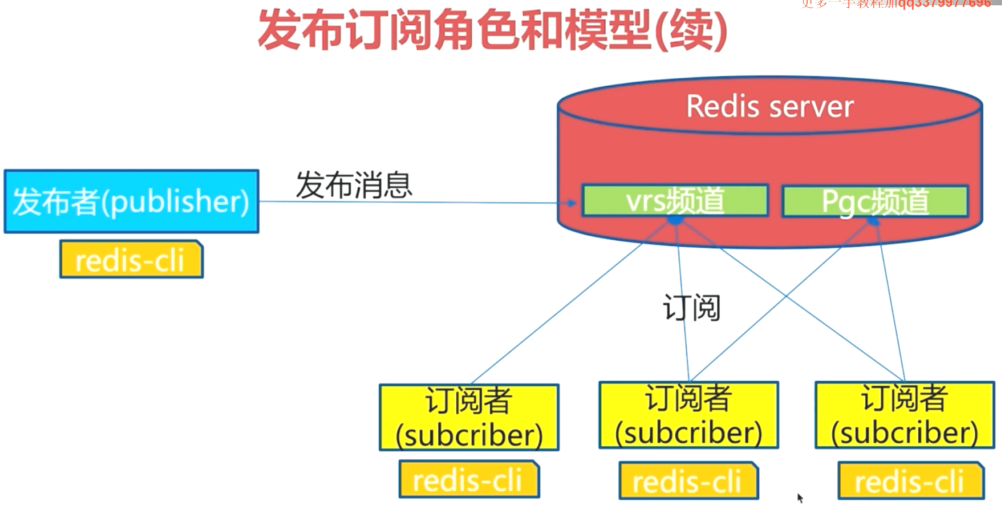 更多一手教程加qq3379977696
发布订阅角色和模型(续)
Redis server
发布消息
发布者(publisher)
vrs频道
Pgc频道
redis-cli
订阅
订阅者
(subcriber)
订阅者
(subcriber)
订阅者
(subcriber)
redis-cli
redis-cli
redis-cli